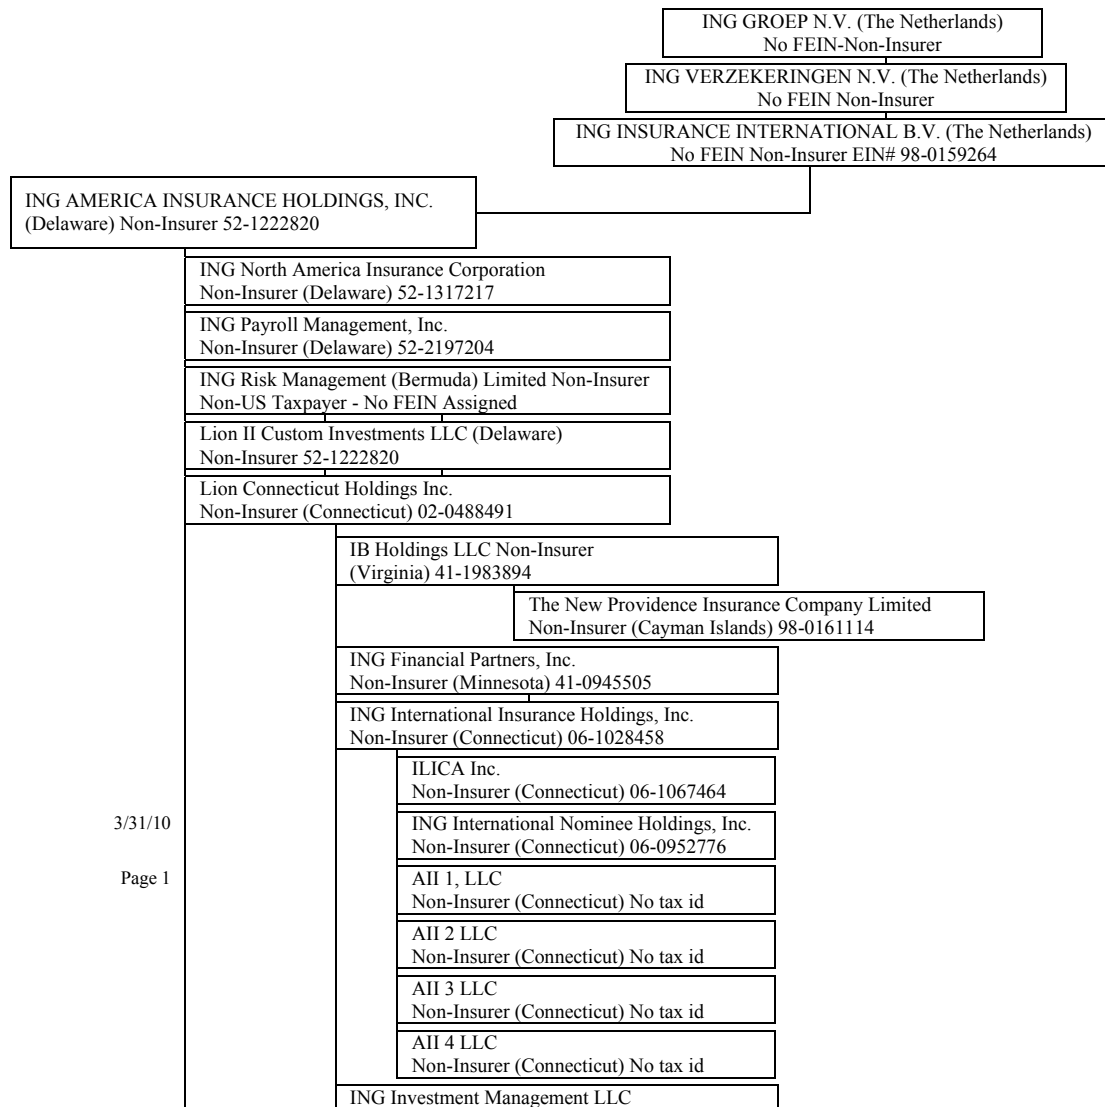 ING GROEP N.V. (The Netherlands)
No FEIN-Non-Insurer
ING VERZEKERINGEN N.V. (The Netherlands)
No FEIN Non-Insurer
ING INSURANCE INTERNATIONAL B.V. (The Netherlands)
No FEIN Non-Insurer EIN# 98-0159264
ING AMERICA INSURANCE HOLDINGS, INC.
(Delaware) Non-Insurer 52-1222820
ING North America Insurance Corporation
Non-Insurer (Delaware) 52-1317217
ING Payroll Management, Inc.
Non-Insurer (Delaware) 52-2197204
ING Risk Management (Bermuda) Limited Non-Insurer
Non-US Taxpayer - No FEIN Assigned
Lion II Custom Investments LLC (Delaware)
Non-Insurer 52-1222820
Lion Connecticut Holdings Inc.
Non-Insurer (Connecticut) 02-0488491
IB Holdings LLC Non-Insurer
(Virginia) 41-1983894
The New Providence Insurance Company Limited
Non-Insurer (Cayman Islands) 98-0161114
ING Financial Partners, Inc.
Non-Insurer (Minnesota) 41-0945505
ING International Insurance Holdings, Inc.
Non-Insurer (Connecticut) 06-1028458
ILICA Inc.
Non-Insurer (Connecticut) 06-1067464
3/31/10
ING International Nominee Holdings, Inc.
Non-Insurer (Connecticut) 06-0952776
Page 1
AII 1, LLC
Non-Insurer (Connecticut) No tax id
AII 2 LLC
Non-Insurer (Connecticut) No tax id
AII 3 LLC
Non-Insurer (Connecticut) No tax id
AII 4 LLC
Non-Insurer (Connecticut) No tax id
ING Investment Management LLC